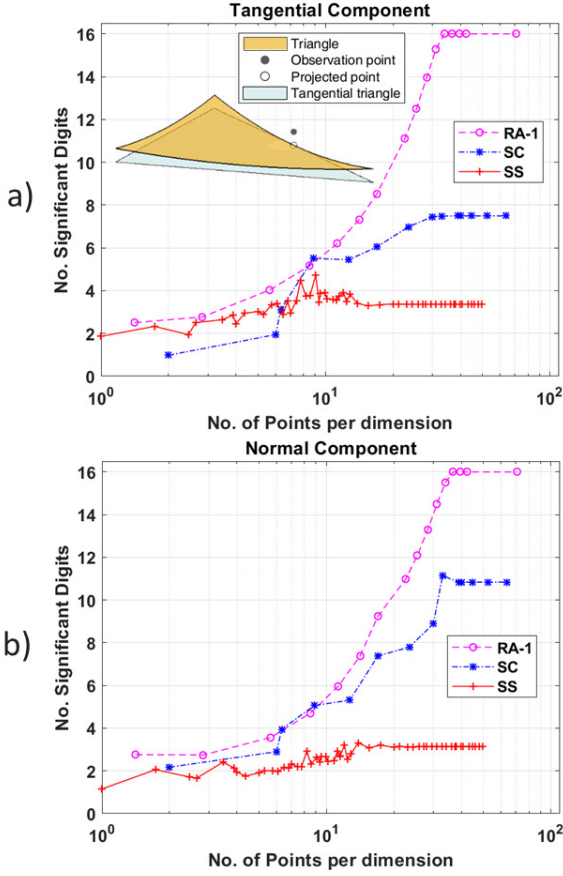 a)
Tangential Component
No. Significant Digits
16
14
12
10
8
6
4
2
0
Triangle
Observation point
Projected point
Tangential triangle
RA-1
SC
SS
10^0
10^1
10^2
No. of Points per dimension
b)
Normal Component
No. Significant Digits
16
14
12
10
8
6
4
2
0
RA-1
SC
SS
10^0
10^1
10^2
No. of Points per dimension